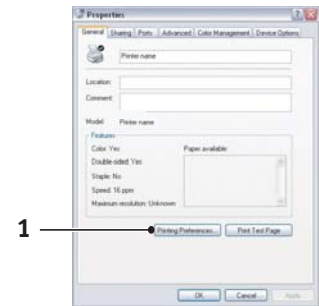 Properties
General Sharing Ports Advanced Color Management Device Options
Printer name
Location:
Comment:
Model: Printer name
Features
Color: Yes Paper available:
Double-sided: Yes
Staple: No
Speed: 16 ppm
Maximum resolution: Unknown
1
Printing Preferences... Print Test Page
OK Cancel Apply